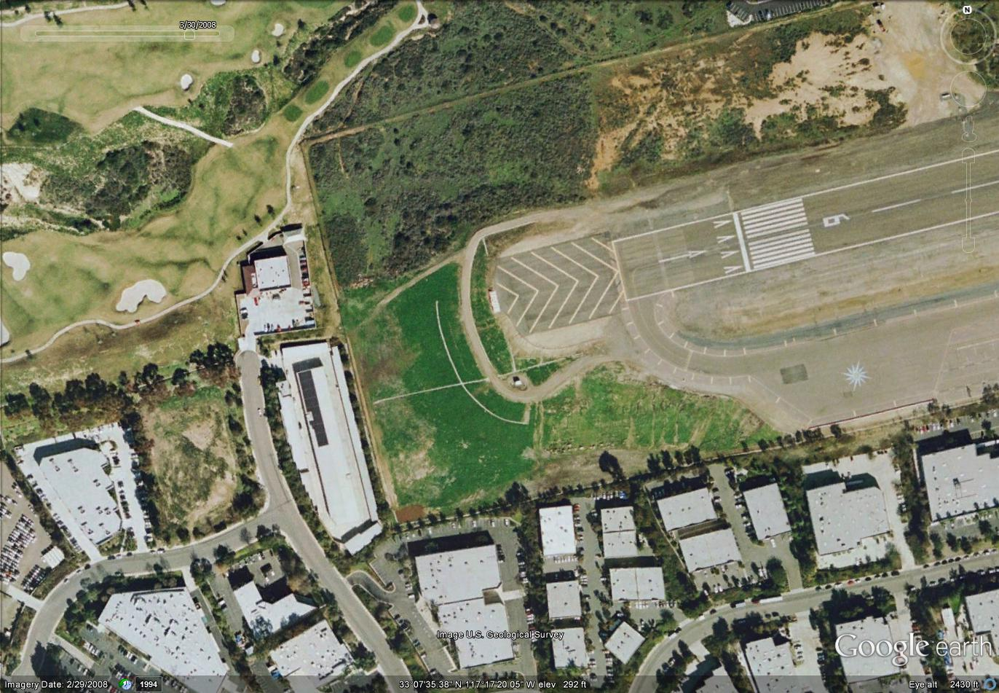 3/30/2008
N
6
Image U.S. Geological Survey
Google earth
Imagery Date: 2/29/2008
1994
33°07'35.38" N 117°17'20.05" W elev 292 ft
Eye alt 2430 ft